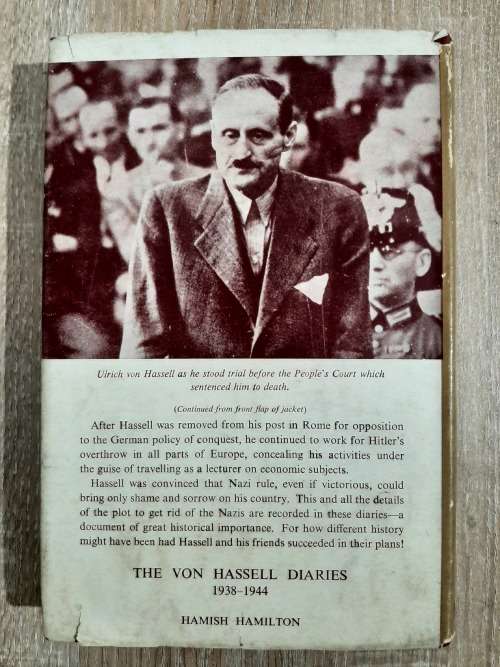 Ulrich von Hassell as he stood trial before the People's Court which
sentenced him to death.
(Continued from front flap of jacket)
After Hassell was removed from his post in Rome for opposition
to the German policy of conquest, he continued to work for Hitler's
overthrow in all parts of Europe, concealing his activities under
the guise of travelling as a lecturer on economic subjects.
Hassell was convinced that Nazi rule, even if victorious, could
bring only shame and sorrow on his country. This and all the details
of the plot to get rid of the Nazis are recorded in these diaries—a
document of great historical importance. For how different history
might have been had Hassell and his friends succeeded in their plans!
THE VON HASSELL DIARIES
1938–1944
HAMISH HAMILTON